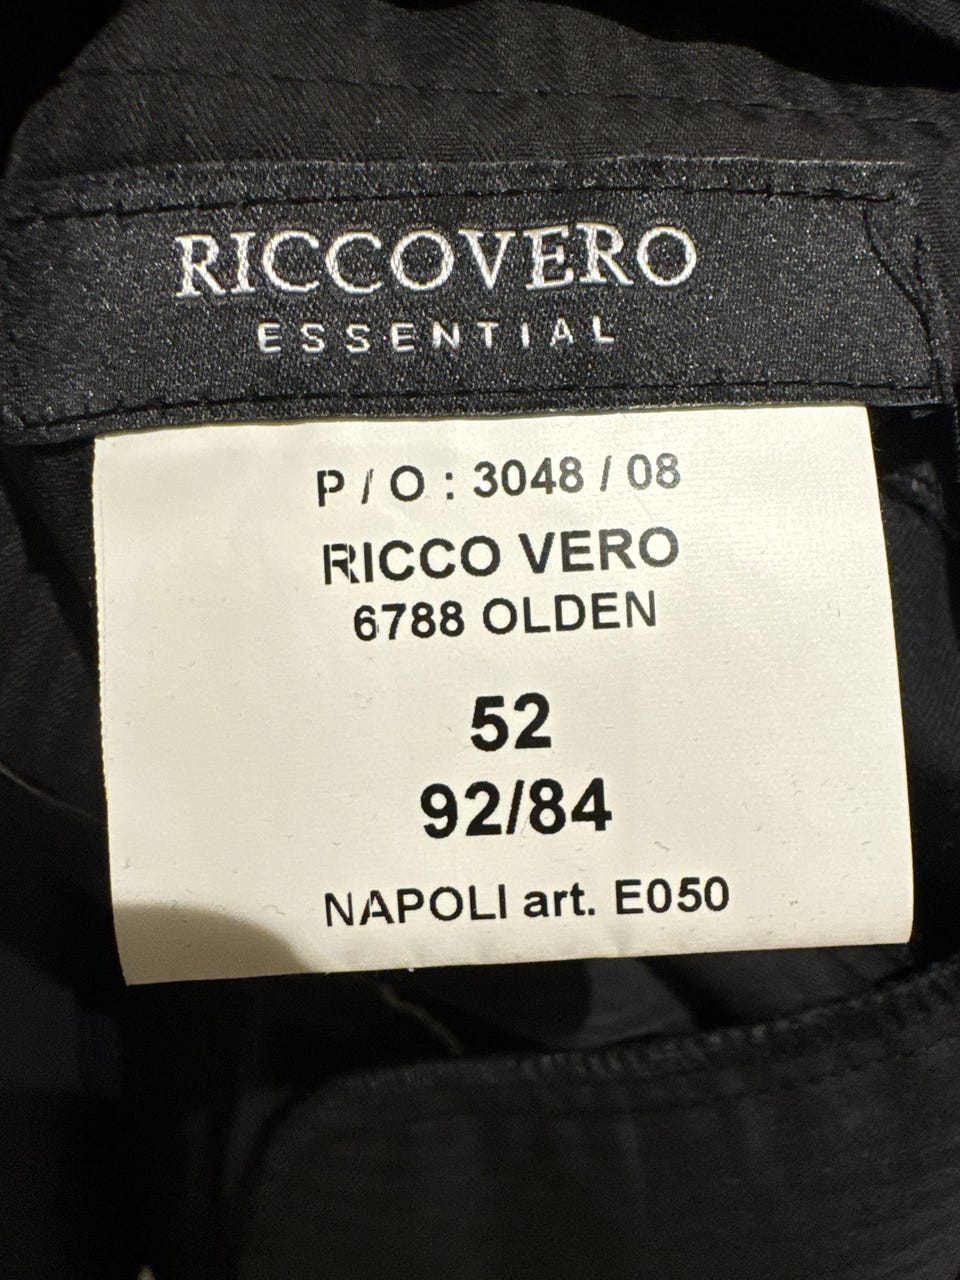 RICCOVERO
ESSENTIAL
P / O : 3048 / 08
RICCO VERO
6788 OLDEN
52
92/84
NAPOLI art. E050